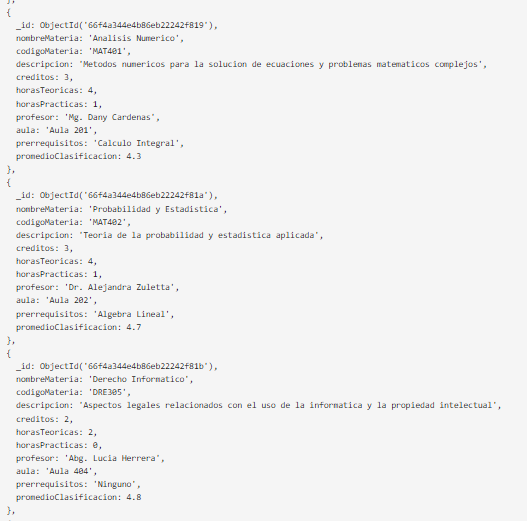 },
{
_id: ObjectId('66f4a344e4b86eb22242f819'),
nombreMateria: 'Analisis Numerico',
codigoMateria: 'MAT401',
descripcion: 'Metodos numericos para la solucion de ecuaciones y problemas matematicos complejos',
creditos: 3,
horasTeoricas: 4,
horasPracticas: 1,
profesor: 'Mg. Dany Cardenas',
aula: 'Aula 201',
prerrequisitos: 'Calculo Integral',
promedioClasificacion: 4.3
},
{
_id: ObjectId('66f4a344e4b86eb22242f81a'),
nombreMateria: 'Probabilidad y Estadistica',
codigoMateria: 'MAT402',
descripcion: 'Teoria de la probabilidad y estadistica aplicada',
creditos: 3,
horasTeoricas: 4,
horasPracticas: 1,
profesor: 'Dr. Alejandra Zuletta',
aula: 'Aula 202',
prerrequisitos: 'Algebra Lineal',
promedioClasificacion: 4.7
},
{
_id: ObjectId('66f4a344e4b86eb22242f81b'),
nombreMateria: 'Derecho Informatico',
codigoMateria: 'DRE305',
descripcion: 'Aspectos legales relacionados con el uso de la informatica y la propiedad intelectual',
creditos: 2,
horasTeoricas: 2,
horasPracticas: 0,
profesor: 'Abg. Lucia Herrera',
aula: 'Aula 404',
prerrequisitos: 'Ninguno',
promedioClasificacion: 4.8
},